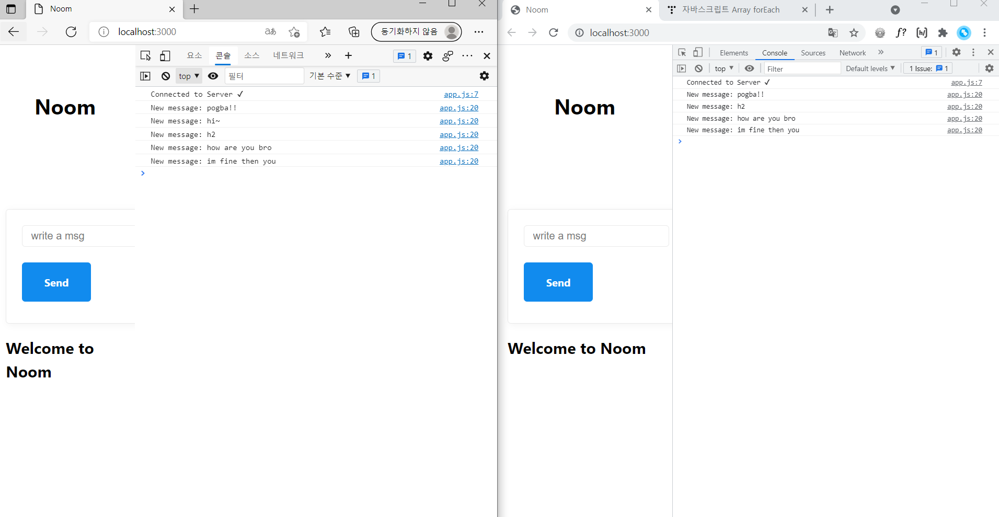 Noom
localhost:3000
aあ
동기화하지 않음
요소
콘솔
소스
네트워크
1
top
필터
기본 수준
1
Connected to Server ✓ app.js:7
New message: pogba!! app.js:20
New message: hi~ app.js:20
New message: h2 app.js:20
New message: how are you bro app.js:20
New message: im fine then you app.js:20
Noom
write a msg
Send
Welcome to
Noom
Noom
자바스크립트 Array forEach
localhost:3000
f?
[h/]
Elements
Console
Sources
Network
1
top
Filter
Default levels
1 Issue: 1
Connected to Server ✓ app.js:7
New message: pogba!! app.js:20
New message: h2 app.js:20
New message: how are you bro app.js:20
New message: im fine then you app.js:20
Noom
write a msg
Send
Welcome to Noom